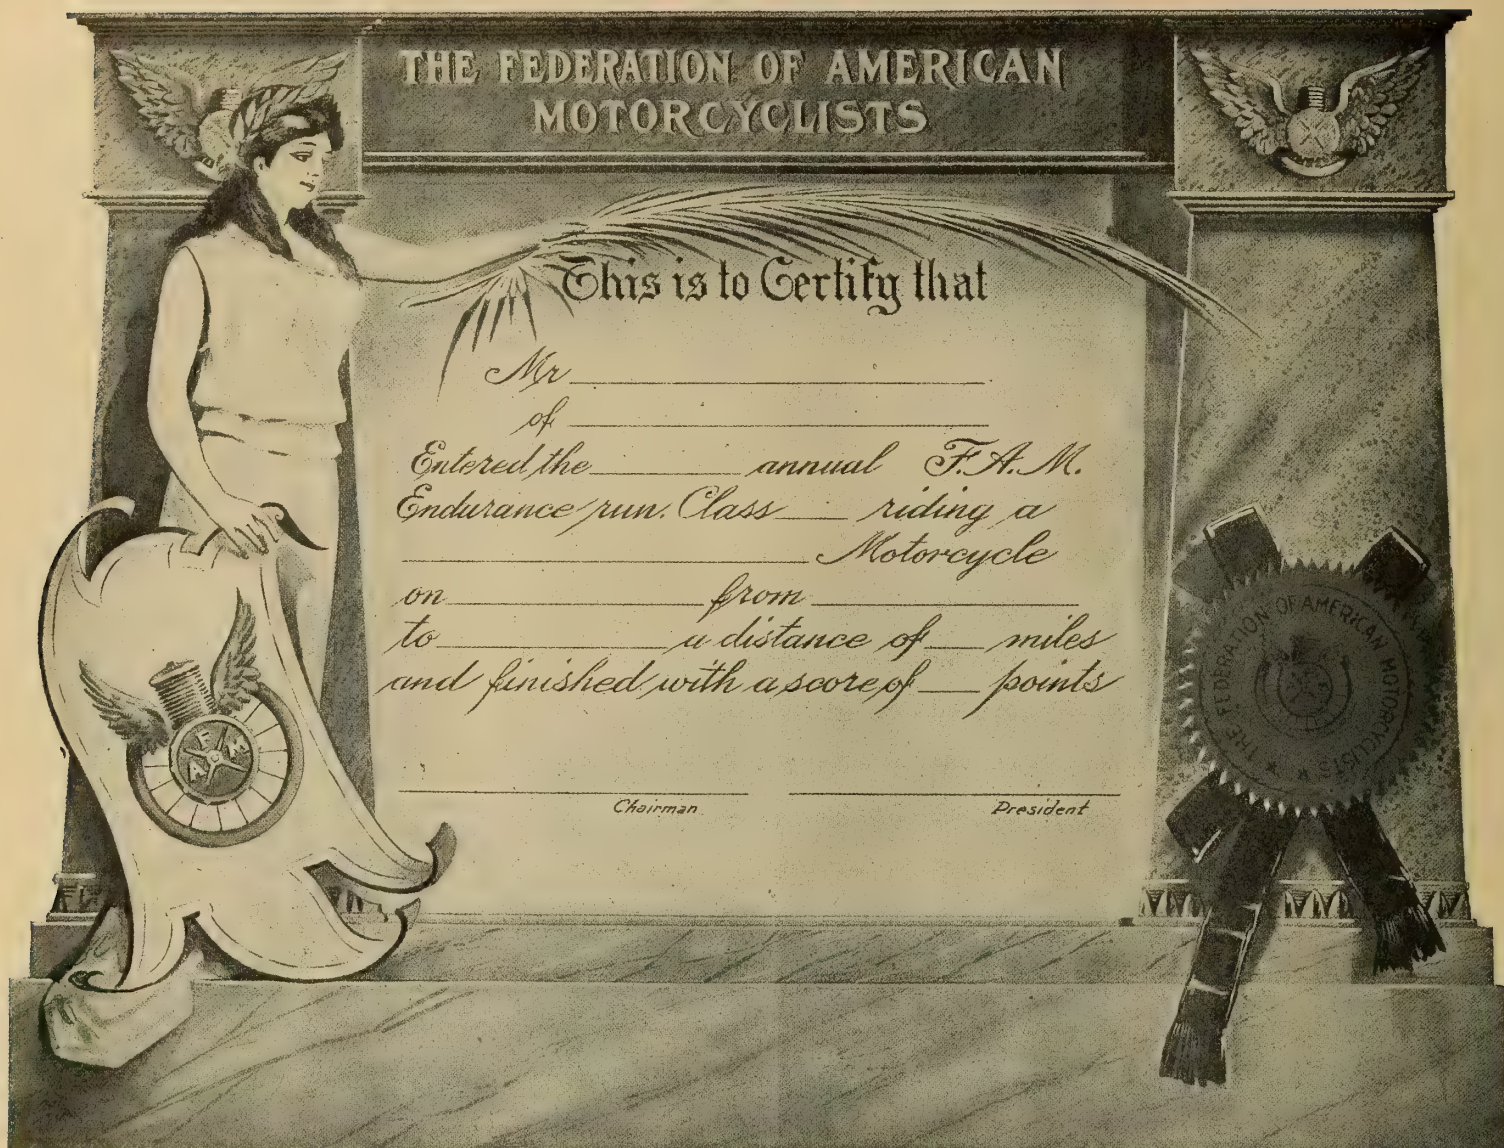 THE FEDERATION OF AMERICAN
MOTORCYCLISTS
This is to Certify that
Mr
of
Entered the annual F.A.M.
Endurance run. Class riding a
Motorcycle
on from
to a distance of miles
and finished with a score of points
Chairman
President
F A M
THE FEDERATION OF AMERICAN MOTORCYCLISTS